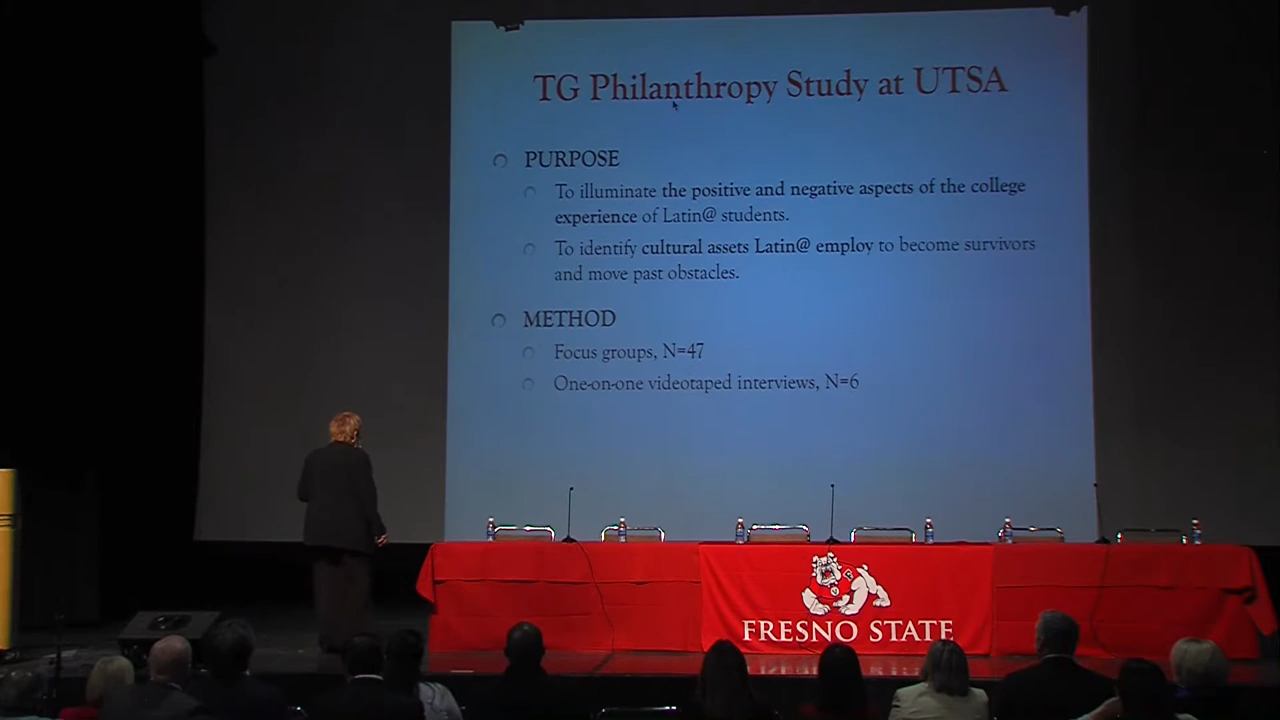 TG Philanthropy Study at UTSA
PURPOSE
To illuminate the positive and negative aspects of the college
experience of Latin@ students.
To identify cultural assets Latin@ employ to become survivors
and move past obstacles.
METHOD
Focus groups, N=47
One-on-one videotaped interviews, N=6
FRESNO STATE